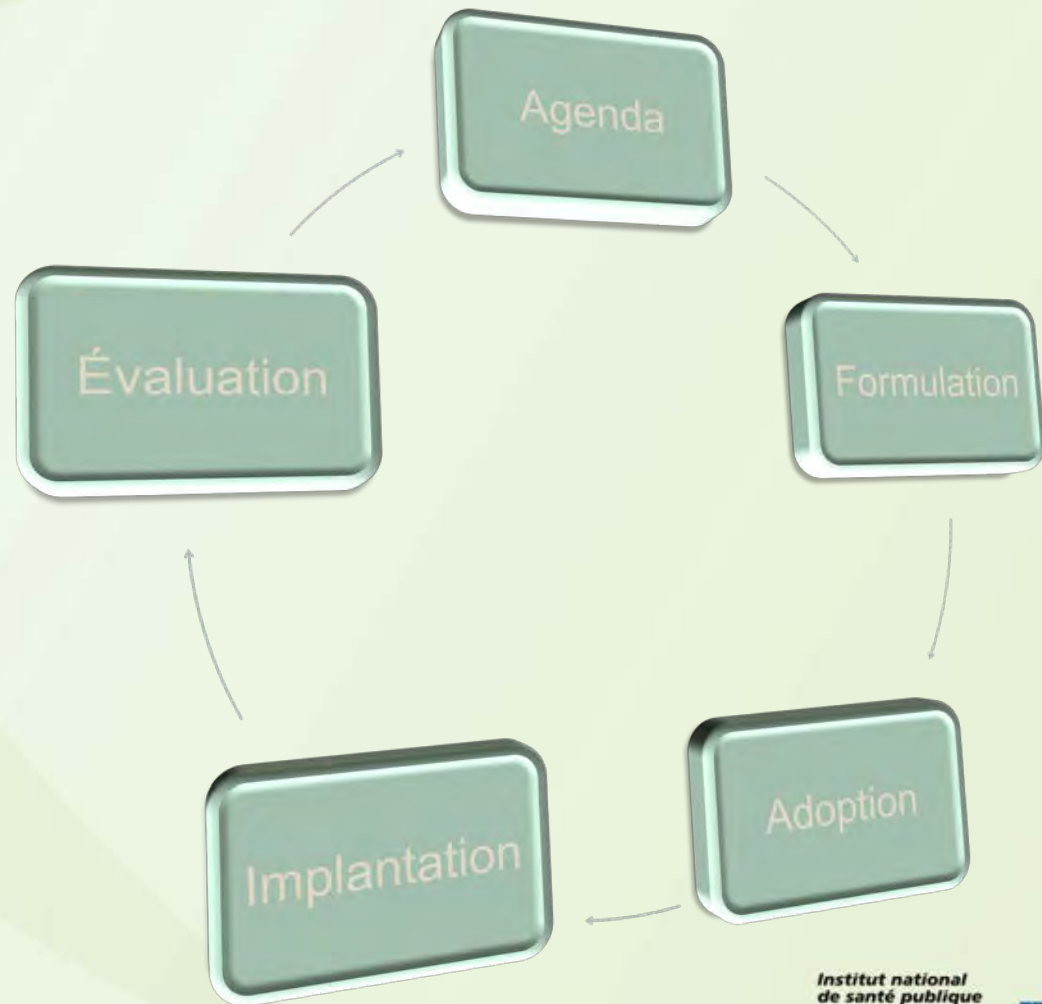 Agenda
Formulation
Adoption
Implantation
Évaluation
Institut national
de santé publique